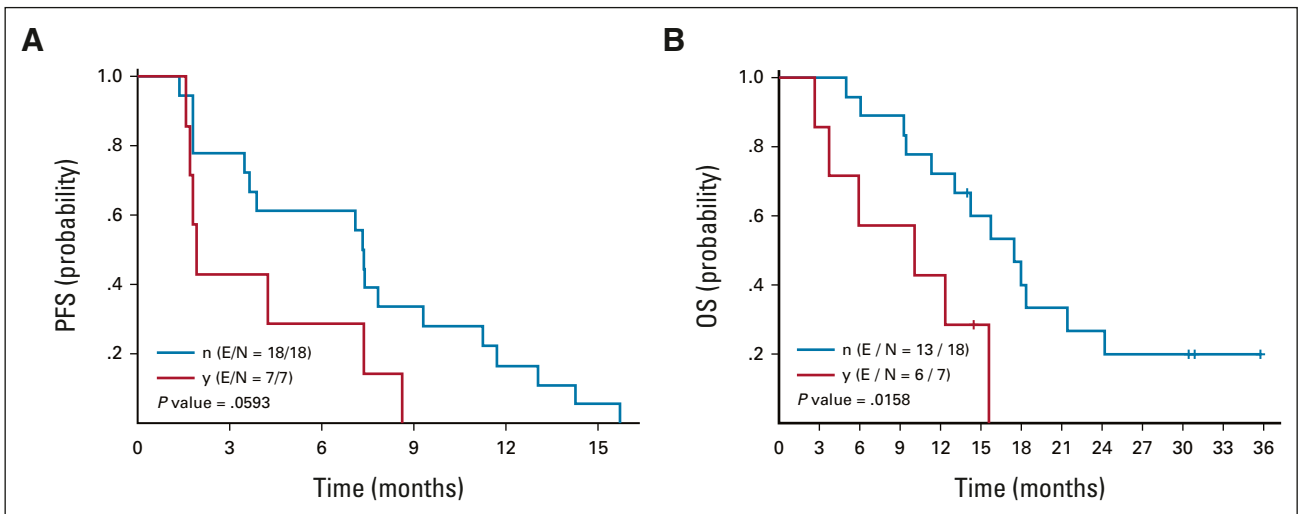 A
1.0
.8
.6
.4
.2
PFS (probability)
n (E/N = 18/18)
y (E/N = 7/7)
P value = .0593
0 3 6 9 12 15
Time (months)
B
1.0
.8
.6
.4
.2
OS (probability)
n (E / N = 13 / 18)
y (E / N = 6 / 7)
P value = .0158
0 3 6 9 12 15 18 21 24 27 30 33 36
Time (months)